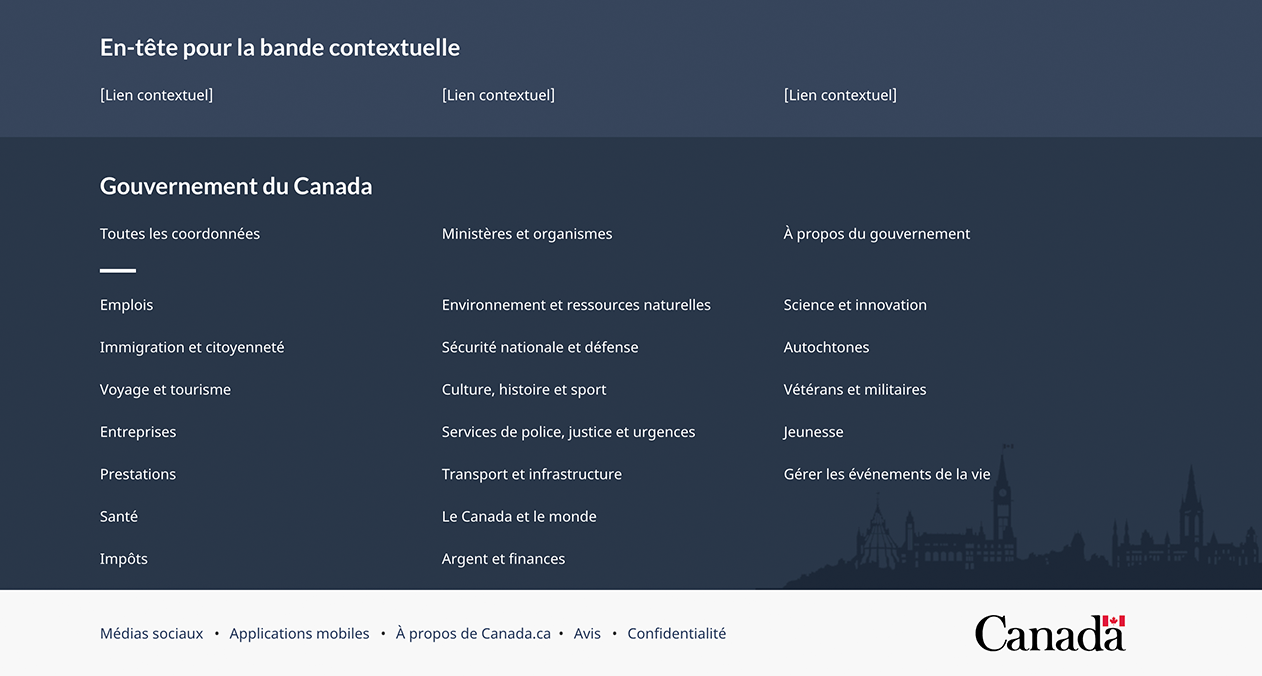 En-tête pour la bande contextuelle
[Lien contextuel] [Lien contextuel] [Lien contextuel]
Gouvernement du Canada
Toutes les coordonnées Ministères et organismes À propos du gouvernement
Emplois Environnement et ressources naturelles Science et innovation
Immigration et citoyenneté Sécurité nationale et défense Autochtones
Voyage et tourisme Culture, histoire et sport Vétérans et militaires
Entreprises Services de police, justice et urgences Jeunesse
Prestations Transport et infrastructure Gérer les événements de la vie
Santé Le Canada et le monde
Impôts Argent et finances
Médias sociaux • Applications mobiles • À propos de Canada.ca • Avis • Confidentialité Canada